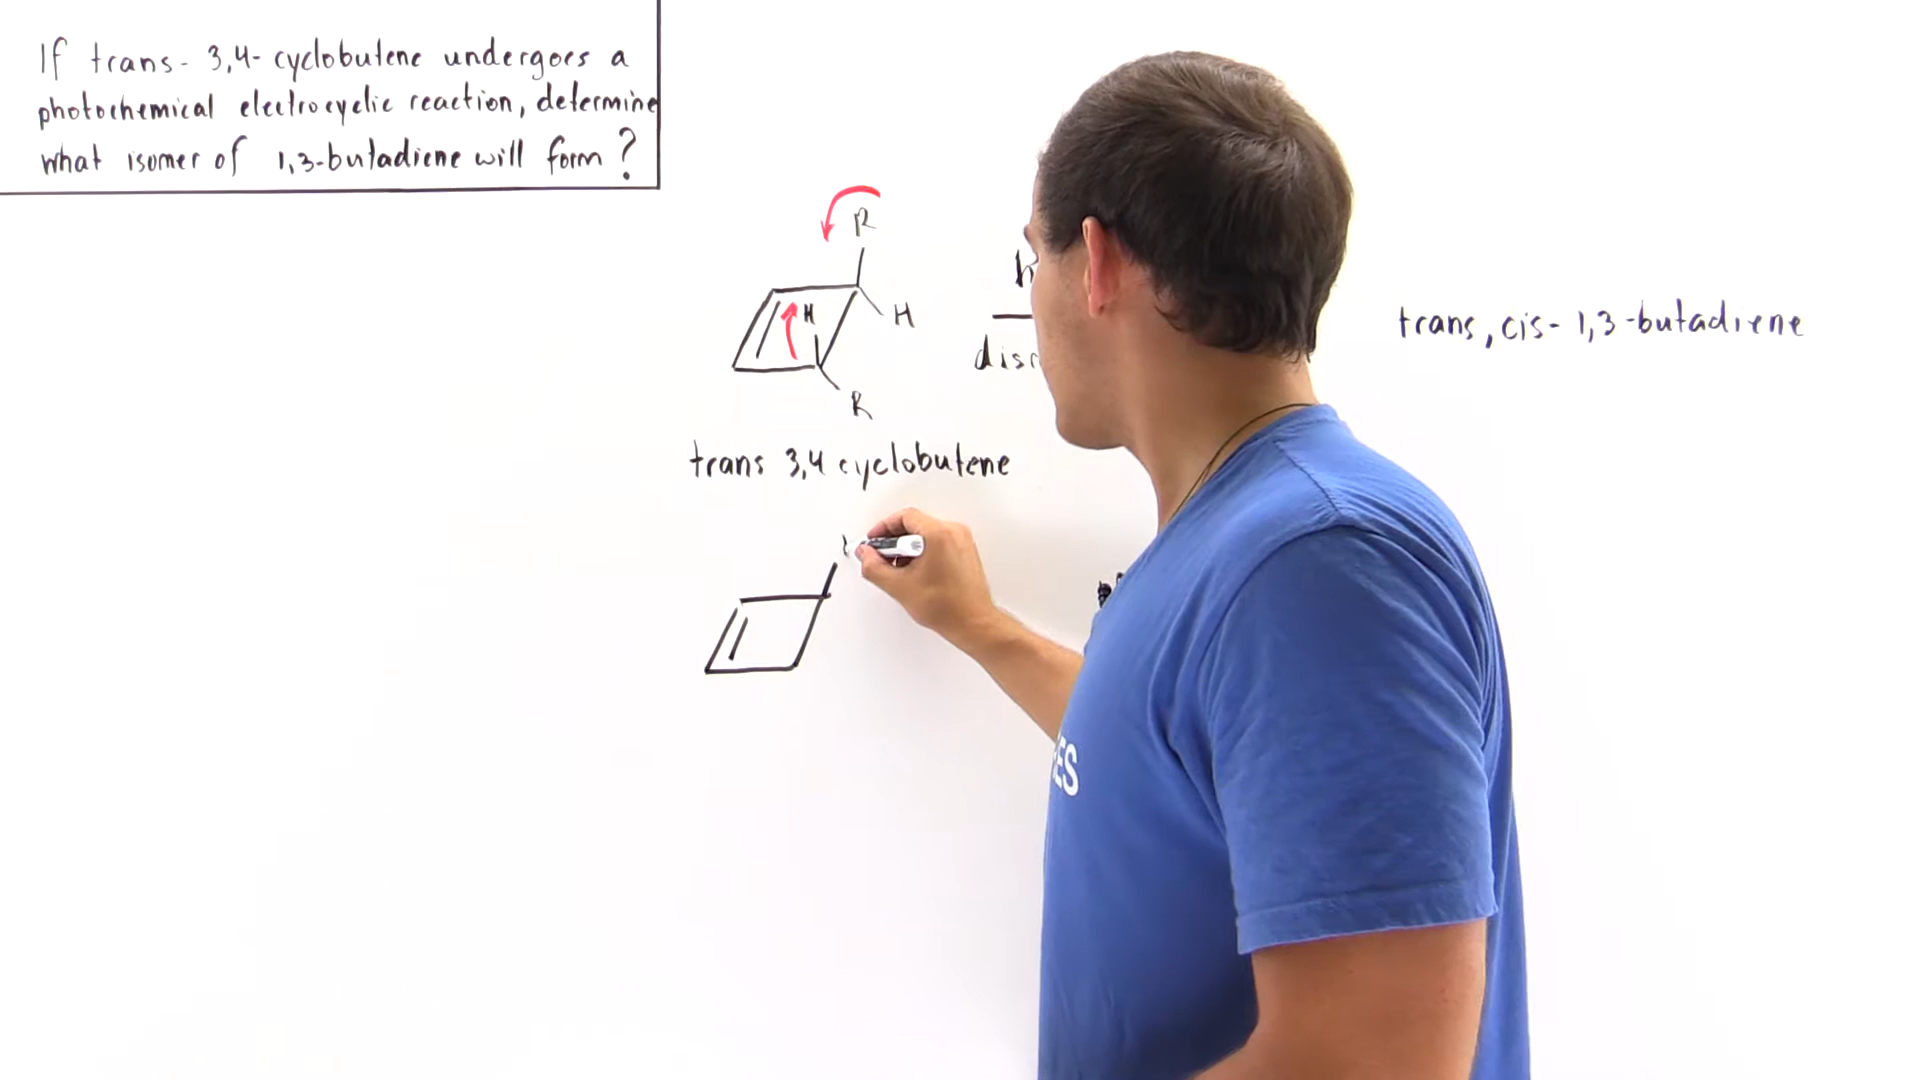 If trans- 3,4- cyclobutene undergoes a
photochemical electrocyclic reaction, determine
what isomer of 1,3-butadiene will form?
R
H
H
R
trans, cis- 1,3-butadiene
trans 3,4 cyclobutene